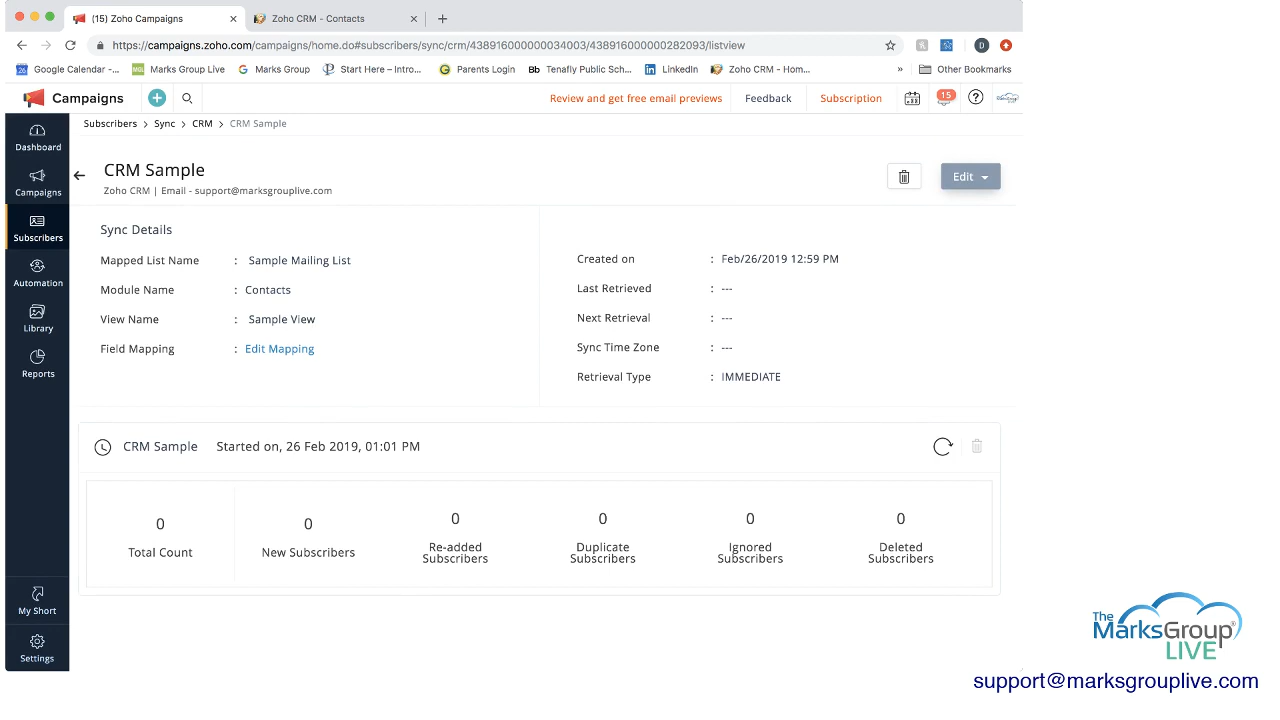 (15) Zoho Campaigns
Zoho CRM - Contacts
https://campaigns.zoho.com/campaigns/home.do#subscribers/sync/crm/438916000000034003/438916000000282093/listview
Google Calendar -... Marks Group Live Marks Group Start Here – Intro... Parents Login Bb Tenafly Public Sch... LinkedIn Zoho CRM - Hom... » Other Bookmarks
Campaigns
Review and get free email previews Feedback Subscription 15
Subscribers > Sync > CRM > CRM Sample
Dashboard
Campaigns
Subscribers
Automation
Library
Reports
My Short
Settings
CRM Sample
Zoho CRM | Email - support@marksgrouplive.com
Edit
Sync Details
Mapped List Name : Sample Mailing List
Module Name : Contacts
View Name : Sample View
Field Mapping : Edit Mapping
Created on : Feb/26/2019 12:59 PM
Last Retrieved : ---
Next Retrieval : ---
Sync Time Zone : ---
Retrieval Type : IMMEDIATE
CRM Sample Started on, 26 Feb 2019, 01:01 PM
0
Total Count
0
New Subscribers
0
Re-added
Subscribers
0
Duplicate
Subscribers
0
Ignored
Subscribers
0
Deleted
Subscribers
The
MarksGroup®
LIVE
support@marksgrouplive.com